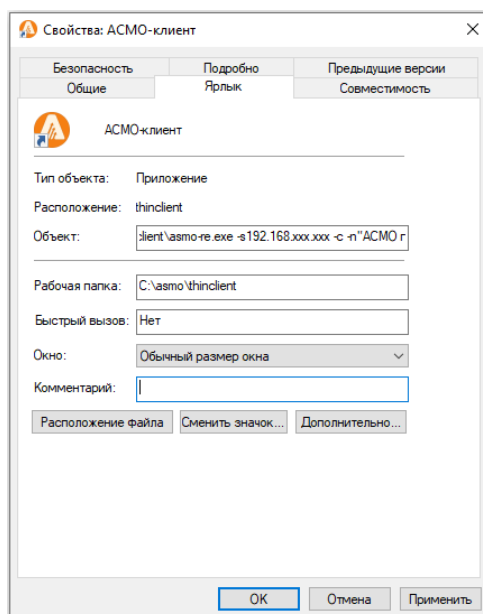 Свойства: АСМО-клиент
Безопасность Подробно Предыдущие версии
Общие Ярлык Совместимость
АСМО-клиент
Тип объекта: Приложение
Расположение: thinclient
Объект: :lient\asmo-re.exe -s192.168.xxx.xxx -c -n"АСМО г
Рабочая папка: C:\asmo\thinclient
Быстрый вызов: Нет
Окно: Обычный размер окна
Комментарий:
Расположение файла Сменить значок... Дополнительно...
ОК Отмена Применить